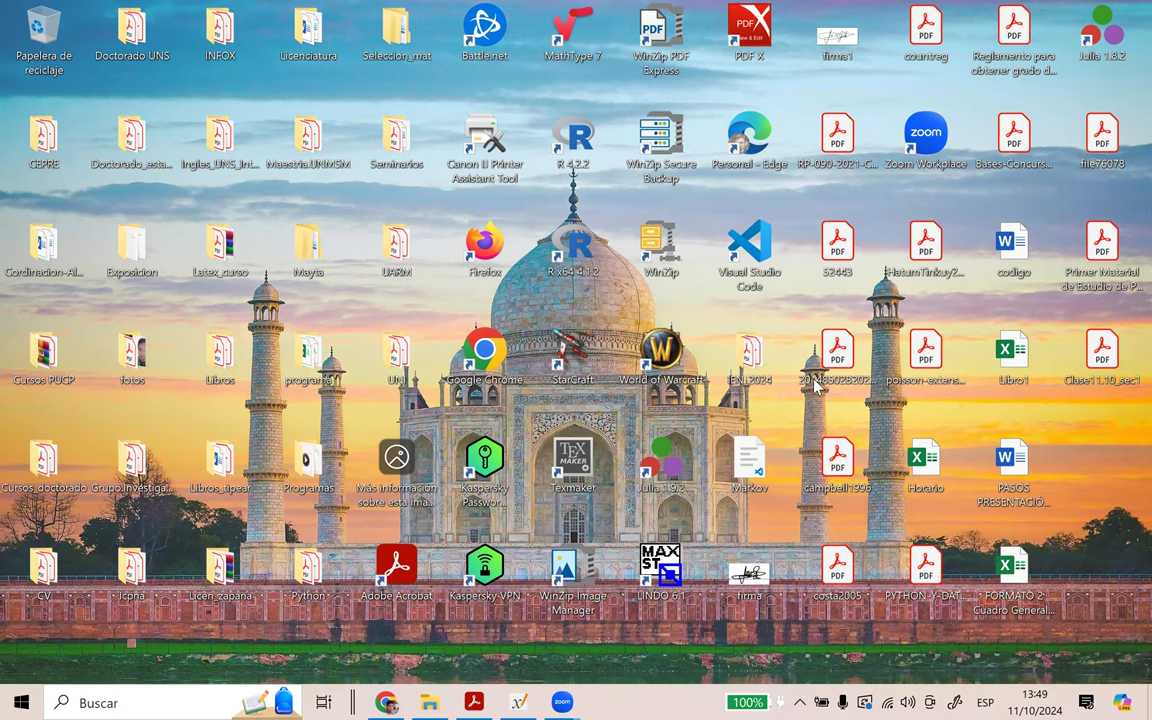 Papelera de
reciclaje
Doctorado UNS
INFOX
Licenciatura
Seleccion_mat
Battle.net
MathType 7
WinZip PDF
Express
PDF X
firma1
countreg
Reglamento para
obtener grado d...
Julia 1.8.2
CEPRE
Doctorado_esta...
Ingles_UNS_Int...
Maestria.UNMSM
Seminarios
Canon IJ Printer
Assistant Tool
R 4.2.2
WinZip Secure
Backup
Personal - Edge
RP-090-2021-C...
Zoom Workplace
Bases-Concurs...
file76078
Cordinacion-Al...
Exposicion
Latex_curso
Mayta
UARM
Firefox
R x64 4.1.2
WinZip
Visual Studio
Code
52443
HatumTinkuy2...
codigo
Primer Material
de Estudio de P...
Cursos PUCP
fotos
Libros
programa
UNI
Google Chrome
StarCraft
World of Warcraft
IEN_2024
poisson-extens...
Libro1
Clase11.10_sec1
Cursos_doctorado
Grupo.Investiga...
Libros_tipear
Programas
Más información
sobre esta ima...
Kaspersky
Passwor...
Texmaker
Julia 1.9.2
Markov
campbell1996
Horario
PASOS
PRESENTACIÓ...
CV
Icpna
Licen_zapana
Python
Adobe Acrobat
Kaspersky VPN
WinZip Image
Manager
LINDO 6.1
firma
costa2005
PYTHON-Y-DAT...
FORMATO 2:
Cuadro General...
Buscar
100%
ESP
13:49
11/10/2024